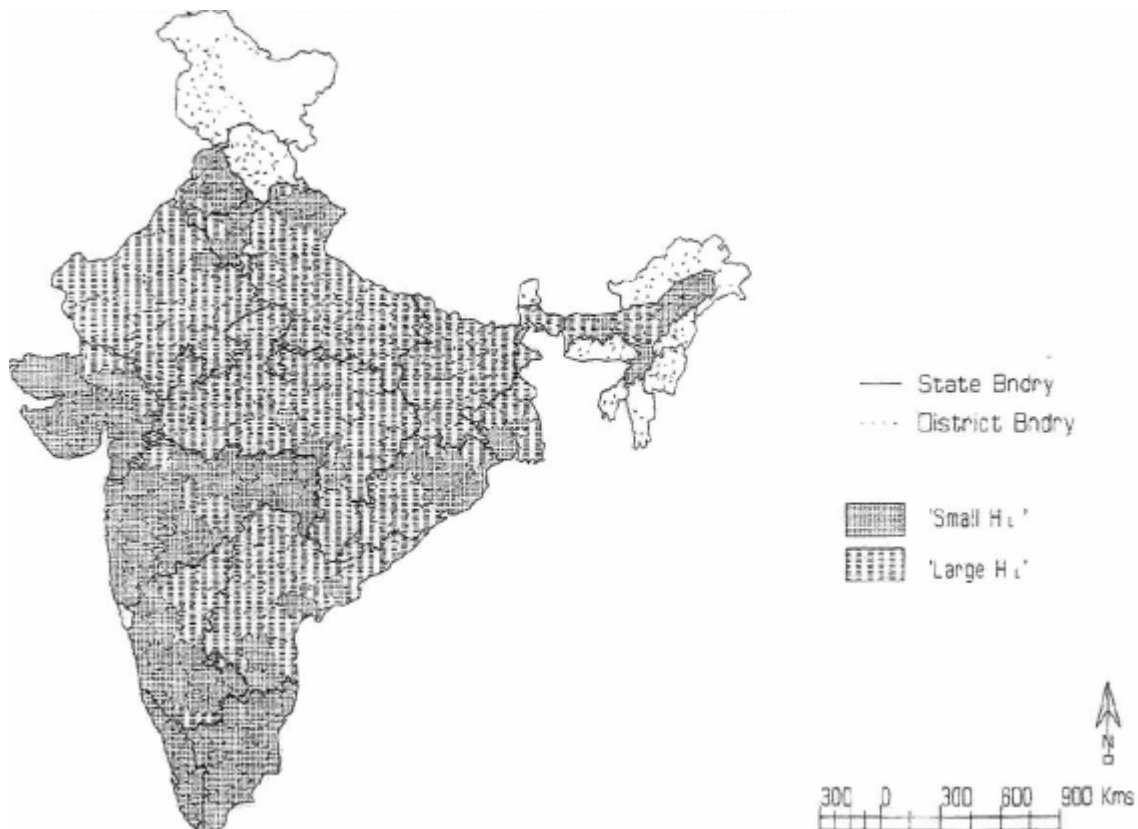 State Bndry
District Bndry
'Small H L'
'Large H L'
N
300 0 300 600 900 Kms